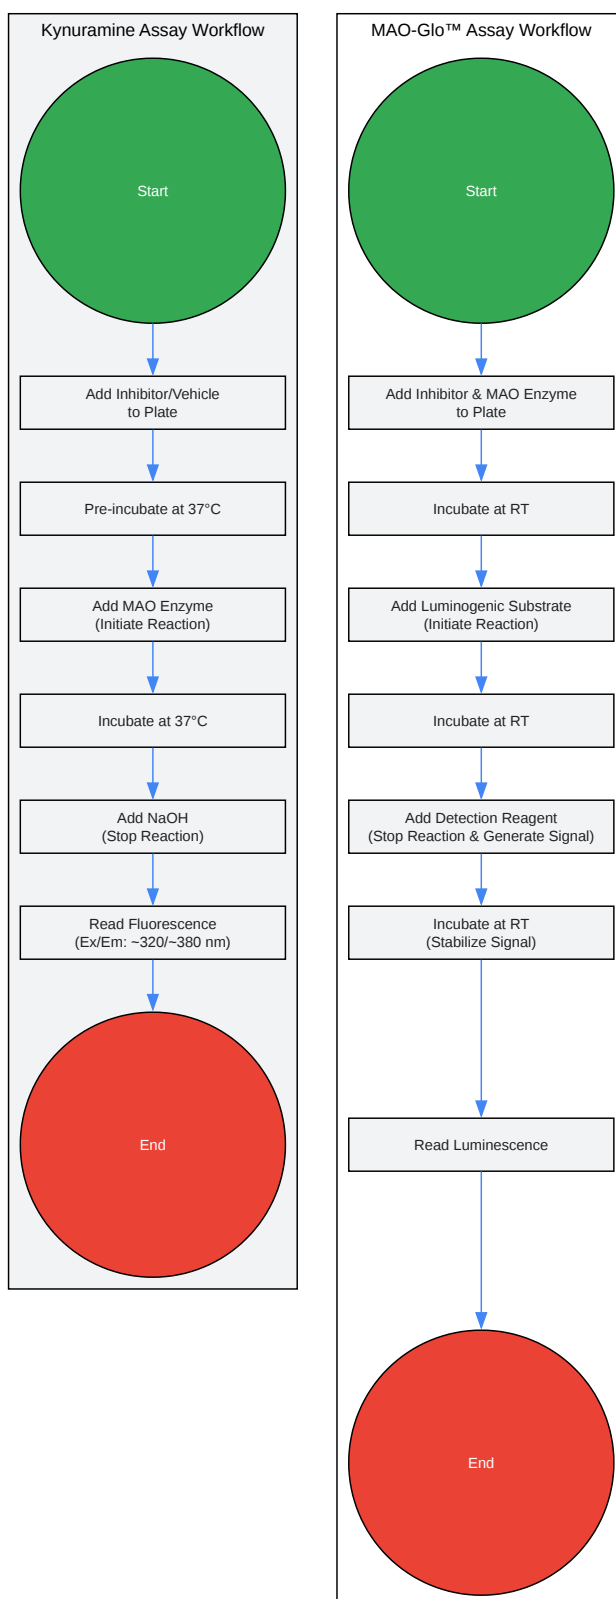 Kynuramine Assay Workflow
Start
Add Inhibitor/Vehicle
to Plate
Pre-incubate at 37°C
Add MAO Enzyme
(Initiate Reaction)
Incubate at 37°C
Add NaOH
(Stop Reaction)
Read Fluorescence
(Ex/Em: ~320/~380 nm)
End
MAO-Glo™ Assay Workflow
Start
Add Inhibitor & MAO Enzyme
to Plate
Incubate at RT
Add Luminogenic Substrate
(Initiate Reaction)
Incubate at RT
Add Detection Reagent
(Stop Reaction & Generate Signal)
Incubate at RT
(Stabilize Signal)
Read Luminescence
End